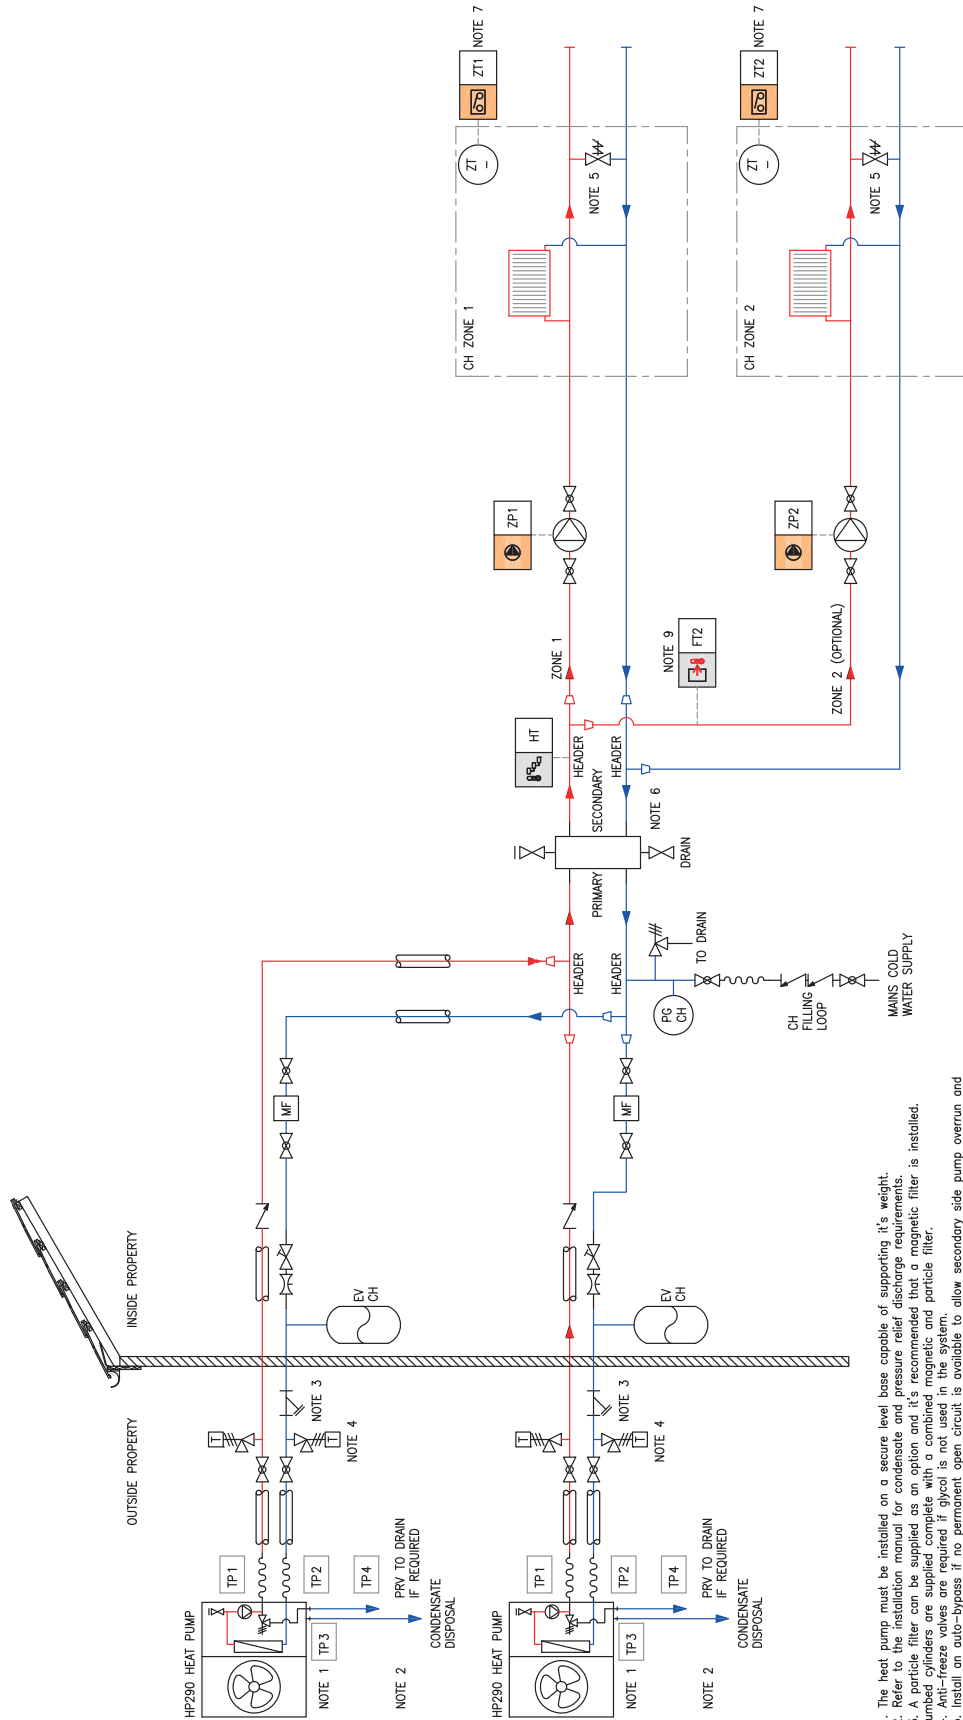 OUTSIDE PROPERTY
INSIDE PROPERTY
HP290 HEAT PUMP
TP1
TP2
TP3
TP4
NOTE 1
NOTE 2
CONDENSATE
DISPOSAL
PRV TO DRAIN
IF REQUIRED
T
T
NOTE 4
NOTE 3
EV
CH
MF
HP290 HEAT PUMP
TP1
TP2
TP3
TP4
NOTE 1
NOTE 2
CONDENSATE
DISPOSAL
PRV TO DRAIN
IF REQUIRED
T
T
NOTE 4
NOTE 3
EV
CH
MF
HEADER
HEADER
PG
CH
TO DRAIN
CH
FILLING
LOOP
MAINS COLD
WATER SUPPLY
PRIMARY
SECONDARY
DRAIN
NOTE 6
HEADER
HEADER
HT
ZONE 1
NOTE 9
FT2
ZONE 2 (OPTIONAL)
ZP1
ZP2
CH ZONE 1
NOTE 5
ZT
–
ZT1
NOTE 7
CH ZONE 2
NOTE 5
ZT
–
ZT2
NOTE 7
. The heat pump must be installed on a secure level base capable of supporting it's weight.
. Refer to the installation manual for condensate and pressure relief discharge requirements.
. A particle filter can be supplied as an option and it's recommended that a magnetic filter is installed.
umbed cylinders are supplied complete with a combined magnetic and particle filter.
. Anti-freeze valves are required if glycol is not used in the system.
. Install an auto-bypass if no permanent open circuit is available to allow secondary side pump overrun and